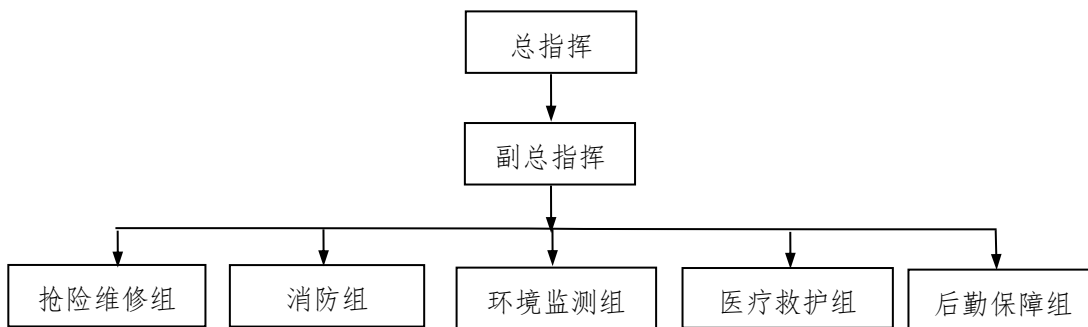 总指挥
副总指挥
抢险维修组
消防组
环境监测组
医疗救护组
后勤保障组